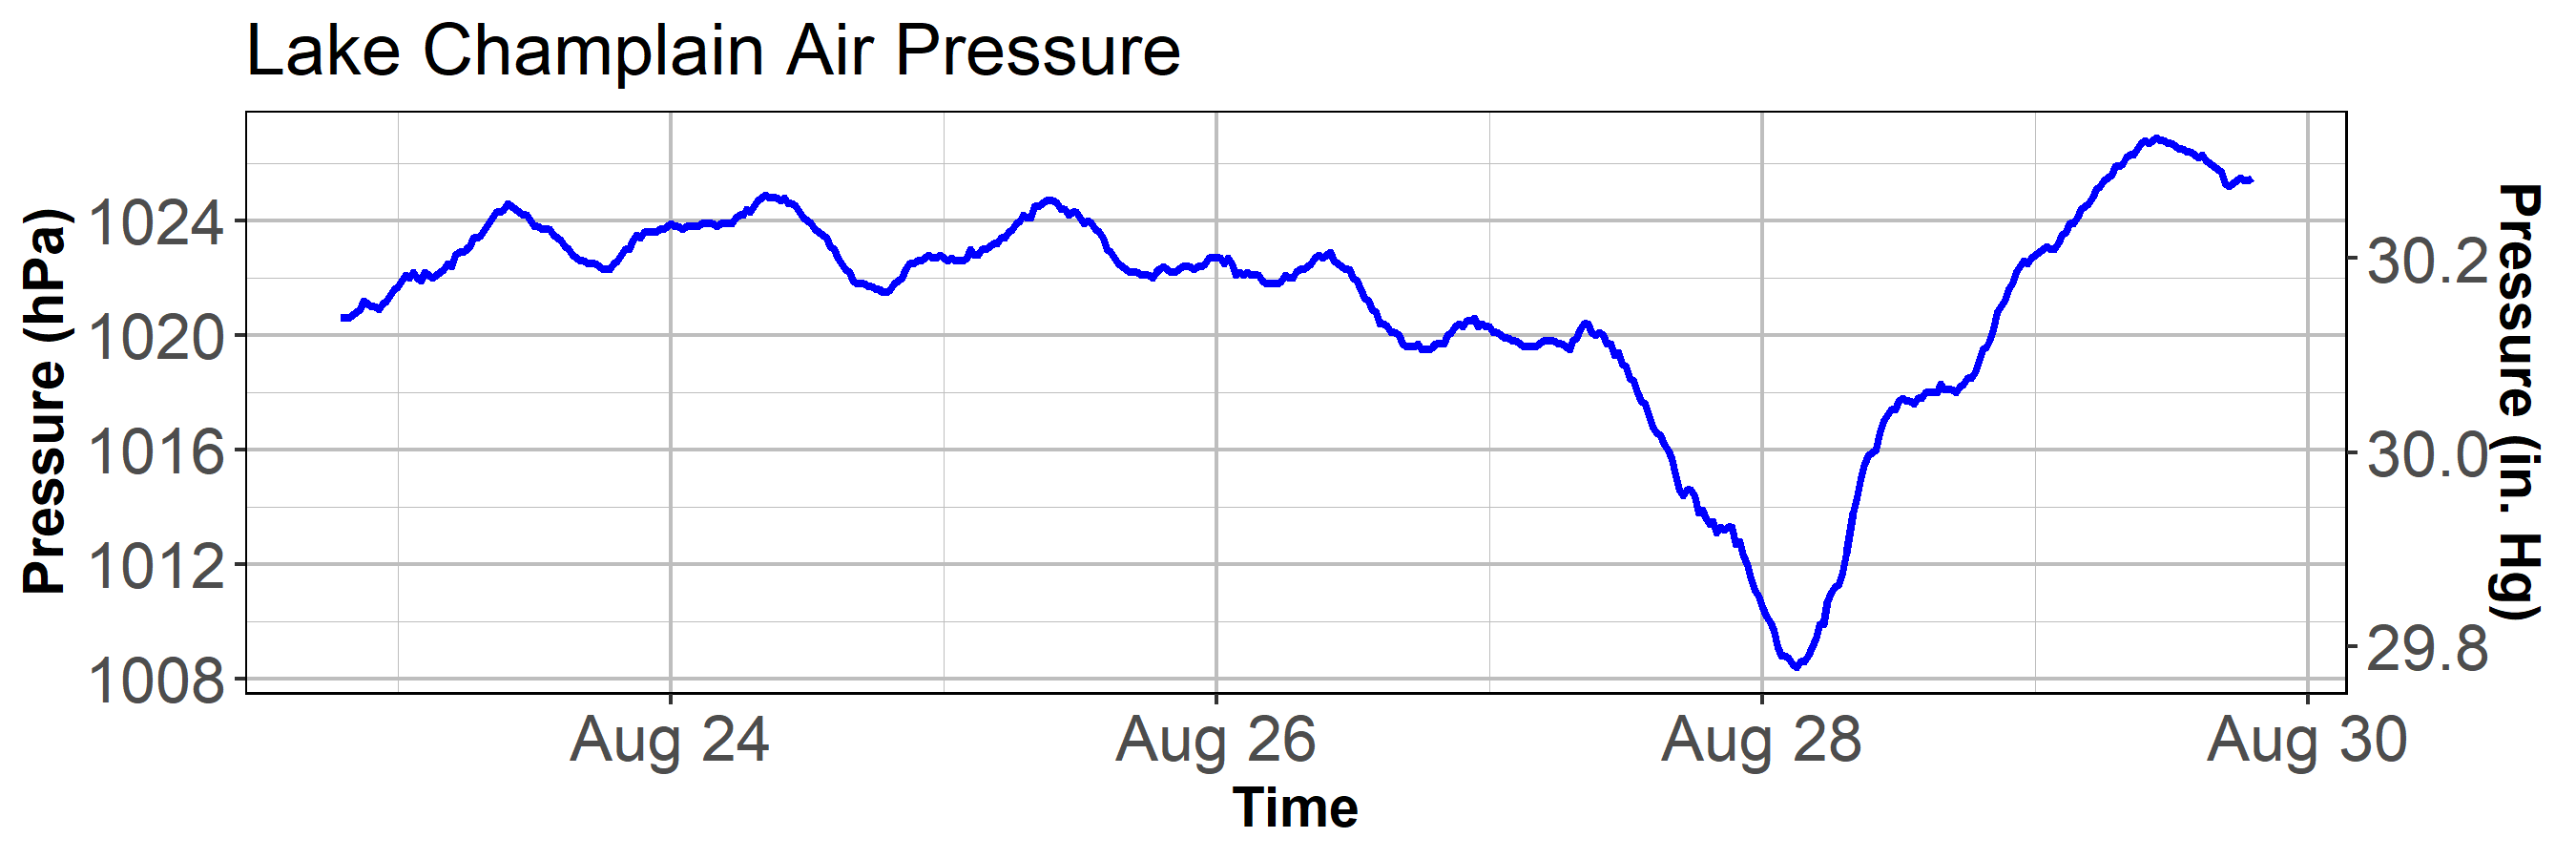 Lake Champlain Air Pressure
Pressure (hPa)
1024
1020
1016
1012
1008
30.2
30.0
29.8
Pressure (in. Hg)
Aug 24
Aug 26
Aug 28
Aug 30
Time